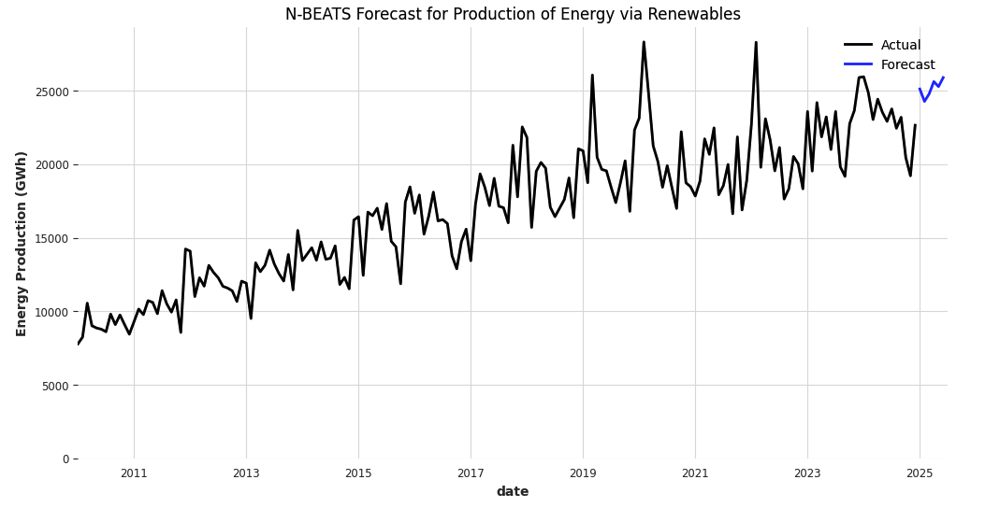 N-BEATS Forecast for Production of Energy via Renewables
Actual
Forecast
Energy Production (GWh)
25000
20000
15000
10000
5000
0
2011 2013 2015 2017 2019 2021 2023 2025
date